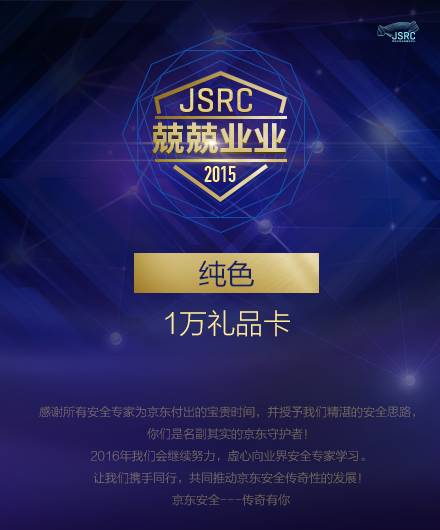 JSRC
JSRC
兢兢业业
2015
纯色
1万礼品卡
感谢所有安全专家为京东付出的宝贵时间，并授予我们精湛的安全思路，
你们是名副其实的京东守护者！
2016年我们会继续努力，虚心向业界安全专家学习。
让我们携手同行，共同推动京东安全传奇性的发展！
京东安全---传奇有你